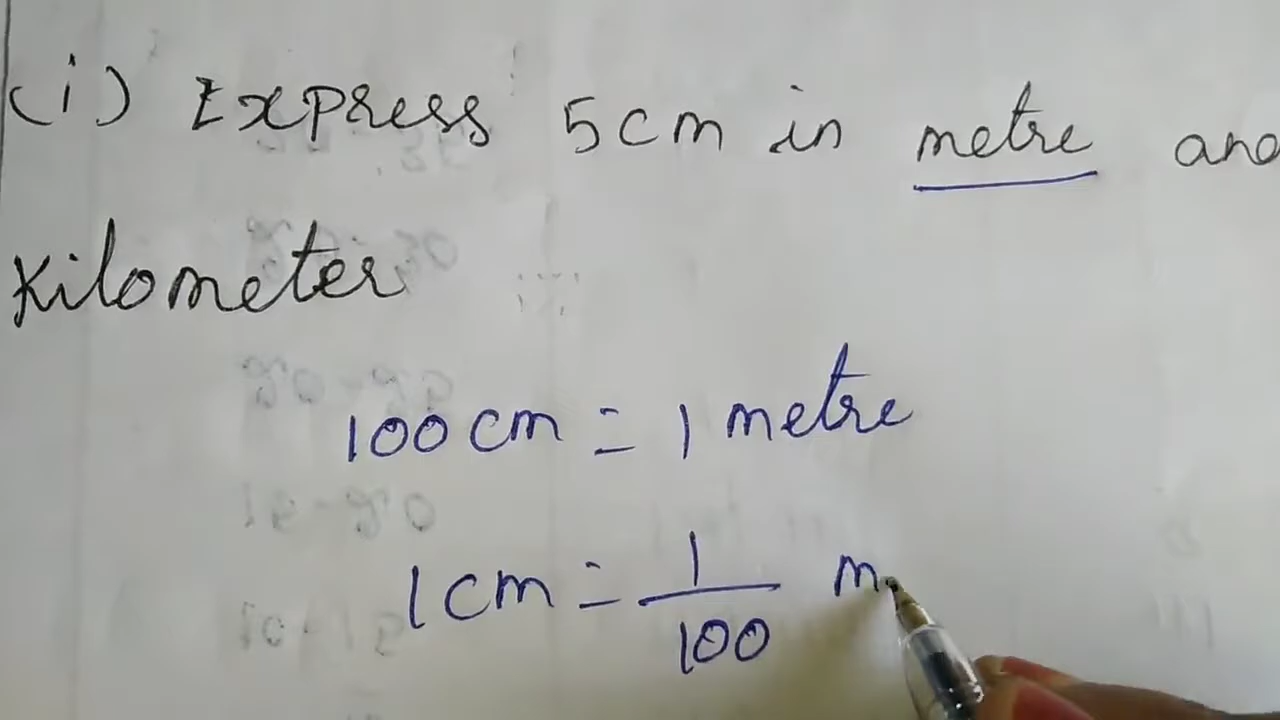 (i) Express 5cm in metre and
Kilometer
100 cm = 1 metre
1 cm = 1/100 m